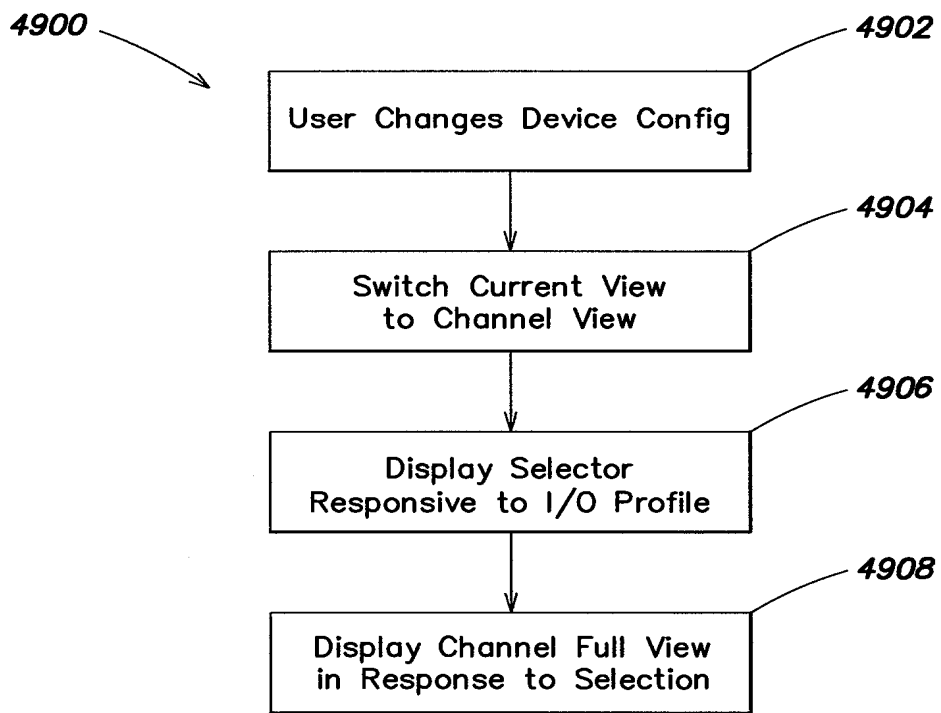 4900
4902
User Changes Device Config
4904
Switch Current View
to Channel View
4906
Display Selector
Responsive to I/O Profile
4908
Display Channel Full View
in Response to Selection